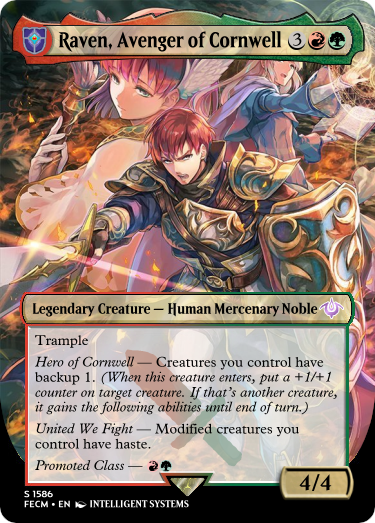 Raven, Avenger of Cornwell 3
Legendary Creature — Human Mercenary Noble
Trample
Hero of Cornwell — Creatures you control have
backup 1. (When this creature enters, put a +1/+1
counter on target creature. If that's another creature,
it gains the following abilities until end of turn.)
United We Fight — Modified creatures you
control have haste.
Promoted Class —
4/4
S 1586
FECM • EN INTELLIGENT SYSTEMS